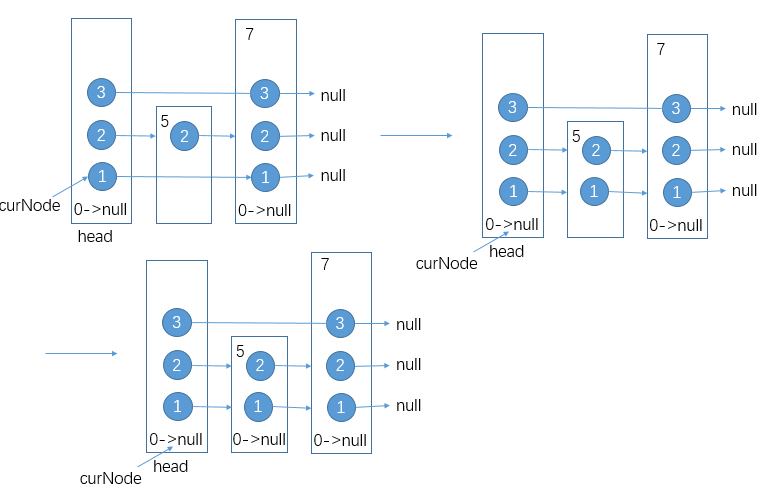 7
3 3 null
5
2 2 2 null
1 1 null
curNode
0->null 0->null
head
7
3 3 null
5
2 2 2 null
1 1 1 null
0->null 0->null
curNode head
7
3 3 null
5
2 2 2 null
1 1 1 null
0->null 0->null 0->null
curNode head